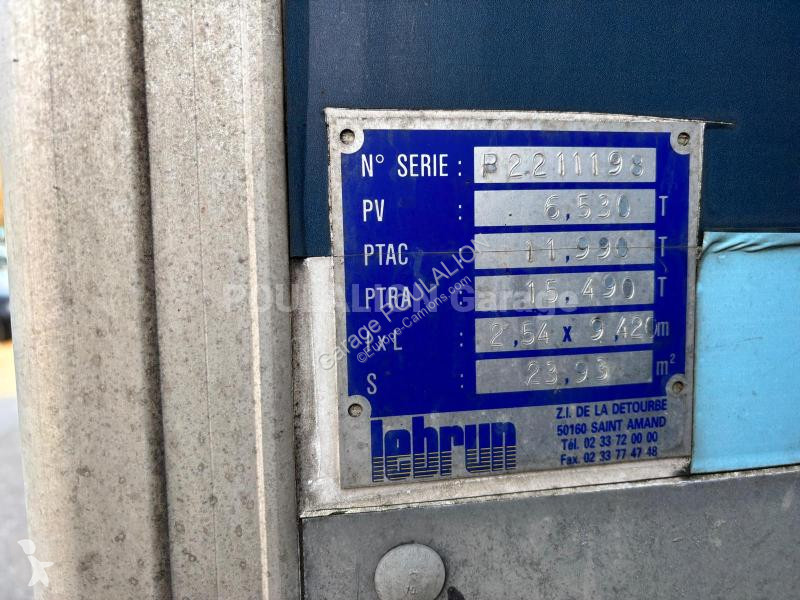 N° SERIE : P2211198
PV : 6,530 T
PTAC : 11,990 T
PTRA : 15,490 T
: 2,54 x 9,420 m
S : 23,93 m²
lebrun
Z.I. DE LA DETOURBE
50160 SAINT AMAND
Tél. 02 33 72 00 00
Fax. 02 33 77 47 48
POULALION Garage
Garage POULALION
©Europe-Camions.com